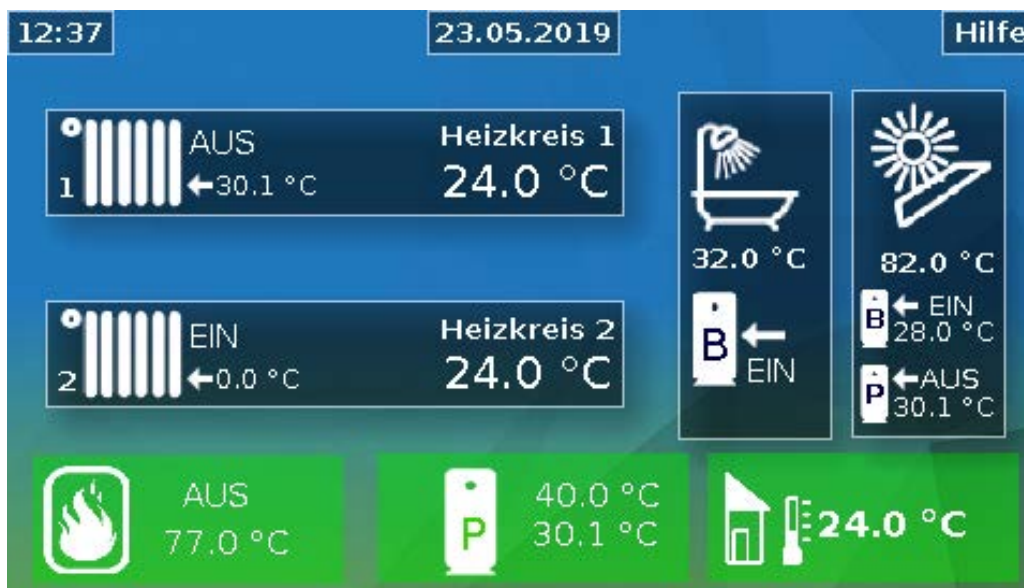 12:37
23.05.2019
Hilfe
AUS
Heizkreis 1
1
30.1 °C
24.0 °C
EIN
Heizkreis 2
2
0.0 °C
24.0 °C
32.0 °C
B
EIN
82.0 °C
B
EIN
28.0 °C
P
AUS
30.1 °C
AUS
77.0 °C
P
40.0 °C
30.1 °C
24.0 °C